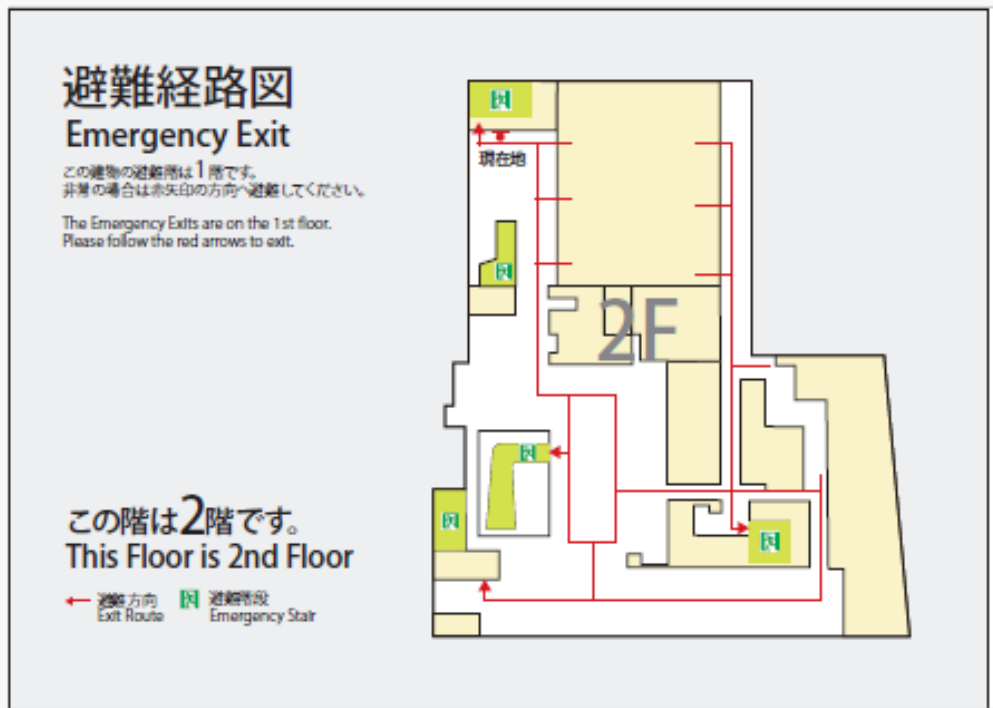 避難経路図
Emergency Exit
この建物の避難階は1階です。
非常の場合は赤矢印の方向へ避難してください。
The Emergency Exits are on the 1st floor.
Please follow the red arrows to exit.
現在地
2F
この階は2階です。
This Floor is 2nd Floor
避難方向
Exit Route
避難階段
Emergency Stair